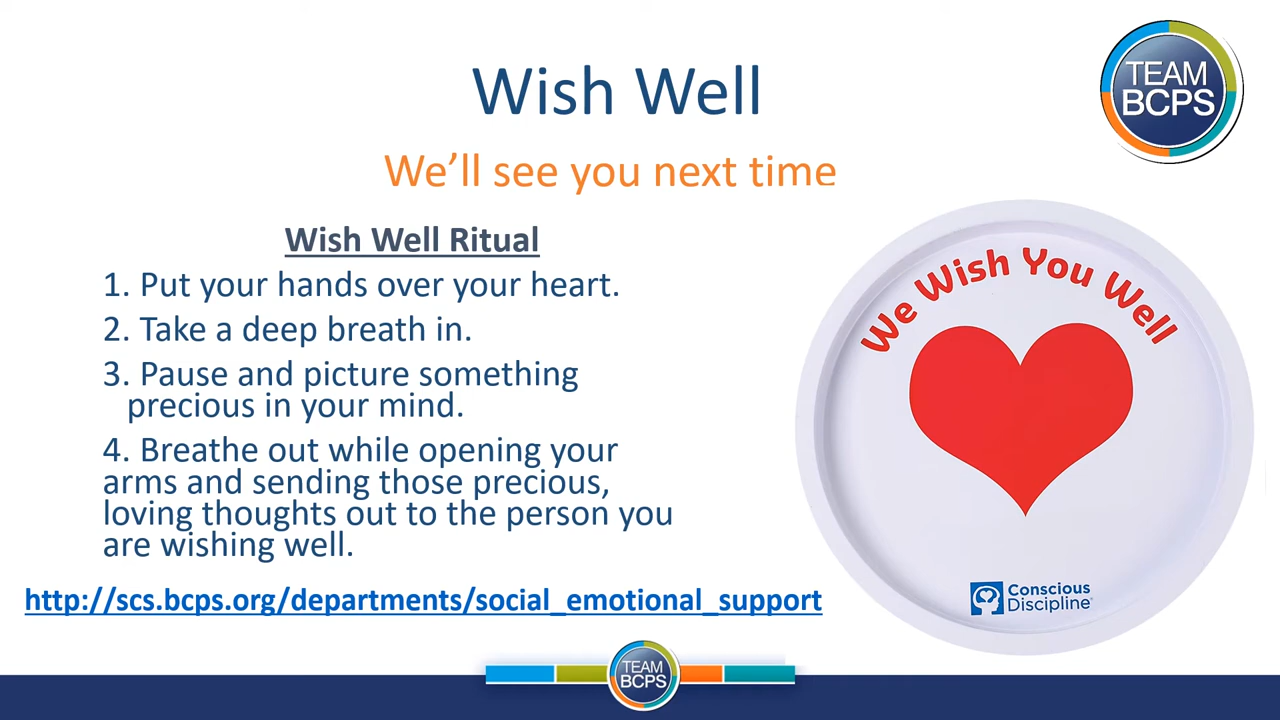 Wish Well
TEAM
BCPS
We'll see you next time
Wish Well Ritual
1. Put your hands over your heart.
2. Take a deep breath in.
3. Pause and picture something
precious in your mind.
4. Breathe out while opening your
arms and sending those precious,
loving thoughts out to the person you
are wishing well.
http://scs.bcps.org/departments/social_emotional_support
We Wish You Well
Conscious
Discipline®
TEAM
BCPS